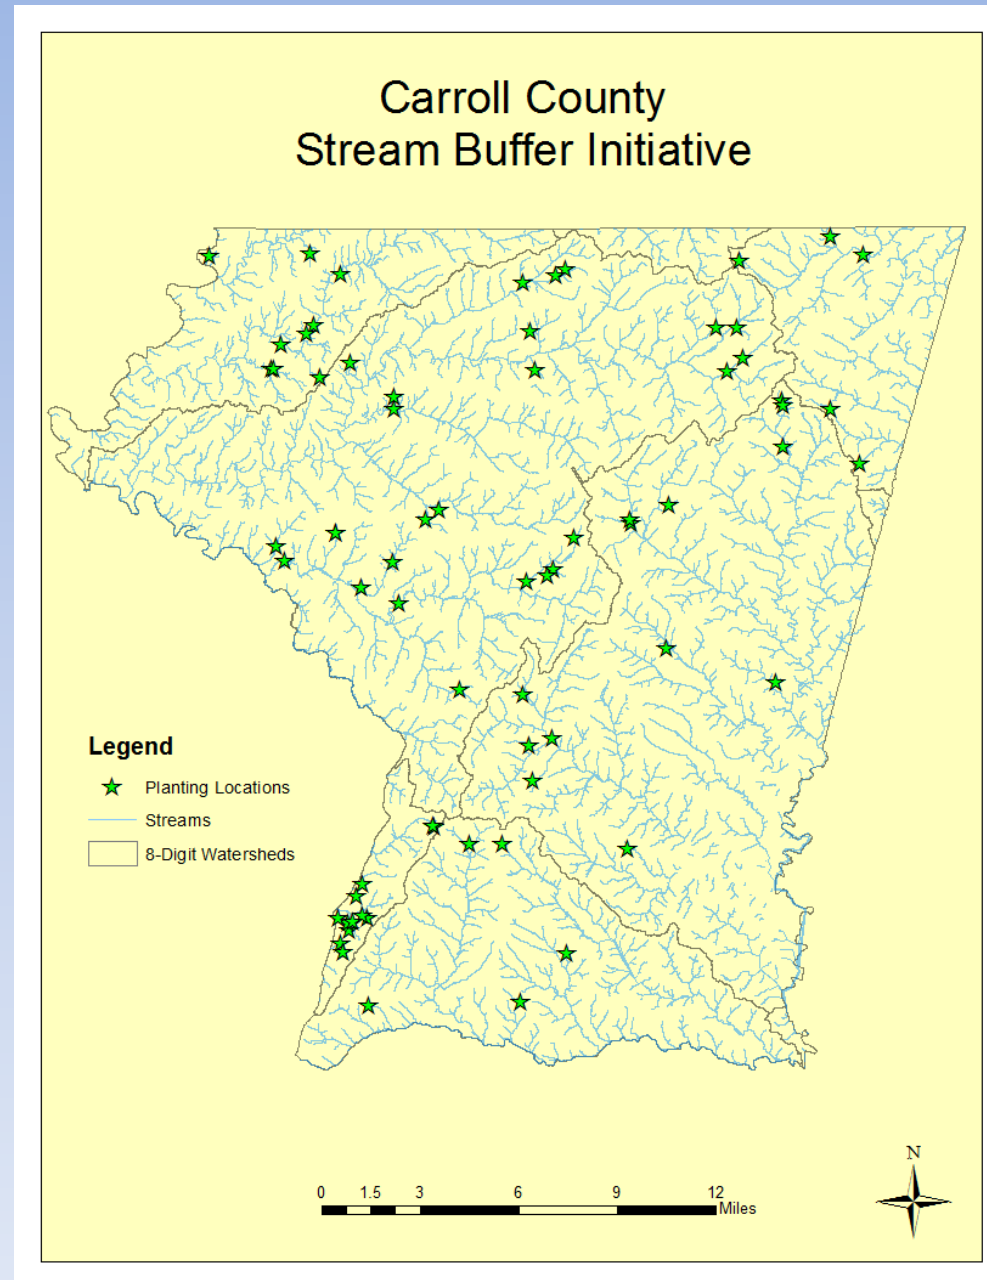 Carroll County
Stream Buffer Initiative
Legend
Planting Locations
Streams
8-Digit Watersheds
N
0 1.5 3 6 9 12
Miles